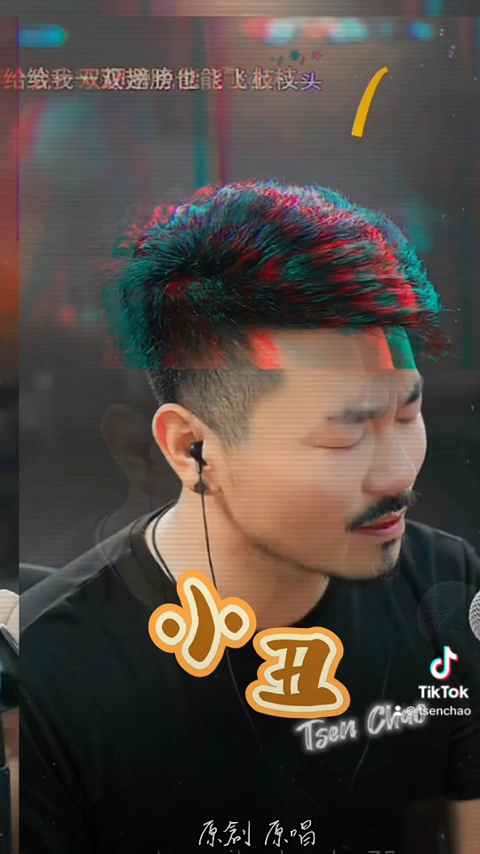 给我一双翅膀也能飞上枝头
小丑
Tsen Chao
TikTok
@tsenchao
原創 原唱